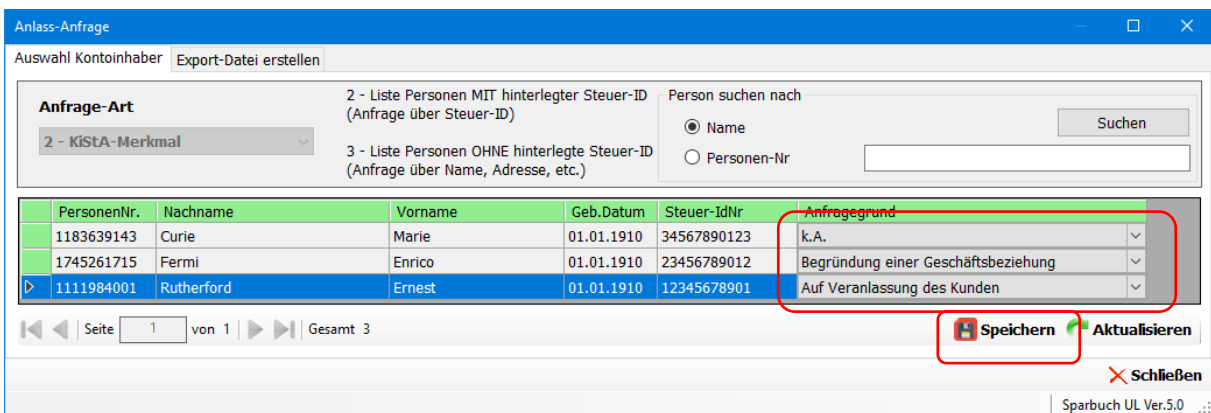 Anlass-Anfrage
Auswahl Kontoinhaber Export-Datei erstellen
Anfrage-Art
2 - KiStA-Merkmal
2 - Liste Personen MIT hinterlegter Steuer-ID
(Anfrage über Steuer-ID)
3 - Liste Personen OHNE hinterlegte Steuer-ID
(Anfrage über Name, Adresse, etc.)
Person suchen nach
Name
Personen-Nr
Suchen
PersonenNr. Nachname Vorname Geb.Datum Steuer-IdNr Anfragegrund
1183639143 Curie Marie 01.01.1910 34567890123 k.A.
1745261715 Fermi Enrico 01.01.1910 23456789012 Begründung einer Geschäftsbeziehung
1111984001 Rutherford Ernest 01.01.1910 12345678901 Auf Veranlassung des Kunden
Seite 1 von 1 Gesamt 3 Speichern Aktualisieren
Schließen
Sparbuch UL Ver.5.0